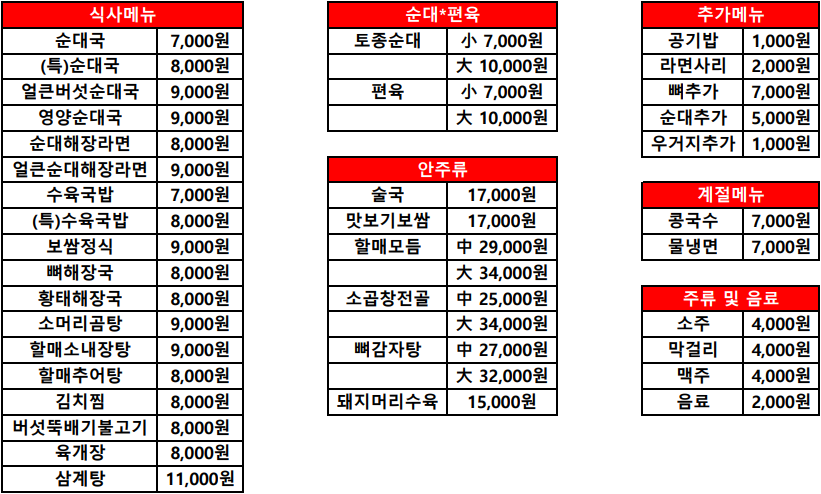 식사메뉴
순대국 7,000원
(특)순대국 8,000원
얼큰버섯순대국 9,000원
영양순대국 9,000원
순대해장라면 8,000원
얼큰순대해장라면 9,000원
수육국밥 7,000원
(특)수육국밥 8,000원
보쌈정식 9,000원
뼈해장국 8,000원
황태해장국 8,000원
소머리곰탕 9,000원
할매소내장탕 9,000원
할매추어탕 8,000원
김치찜 8,000원
버섯뚝배기불고기 8,000원
육개장 8,000원
삼계탕 11,000원
순대*편육
토종순대 小 7,000원
大 10,000원
편육 小 7,000원
大 10,000원
안주류
술국 17,000원
맛보기보쌈 17,000원
할매모듬 中 29,000원
大 34,000원
소곱창전골 中 25,000원
大 34,000원
뼈감자탕 中 27,000원
大 32,000원
돼지머리수육 15,000원
추가메뉴
공기밥 1,000원
라면사리 2,000원
뼈추가 7,000원
순대추가 5,000원
우거지추가 1,000원
계절메뉴
콩국수 7,000원
물냉면 7,000원
주류 및 음료
소주 4,000원
막걸리 4,000원
맥주 4,000원
음료 2,000원